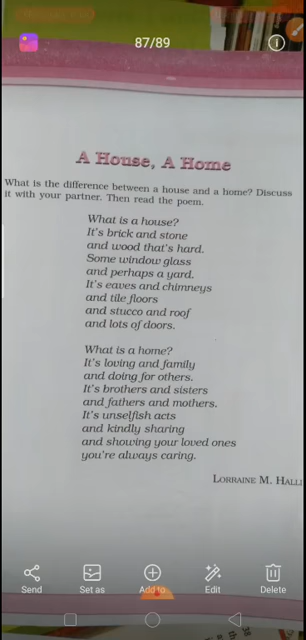 87/89
A House, A Home
What is the difference between a house and a home? Discuss
it with your partner. Then read the poem.
What is a house?
It's brick and stone
and wood that's hard.
Some window glass
and perhaps a yard.
It's eaves and chimneys
and tile floors
and stucco and roof
and lots of doors.
What is a home?
It's loving and family
and doing for others.
It's brothers and sisters
and fathers and mothers.
It's unselfish acts
and kindly sharing
and showing your loved ones
you're always caring.
LORRAINE M. HALLI
Send
Set as
Add to
Edit
Delete